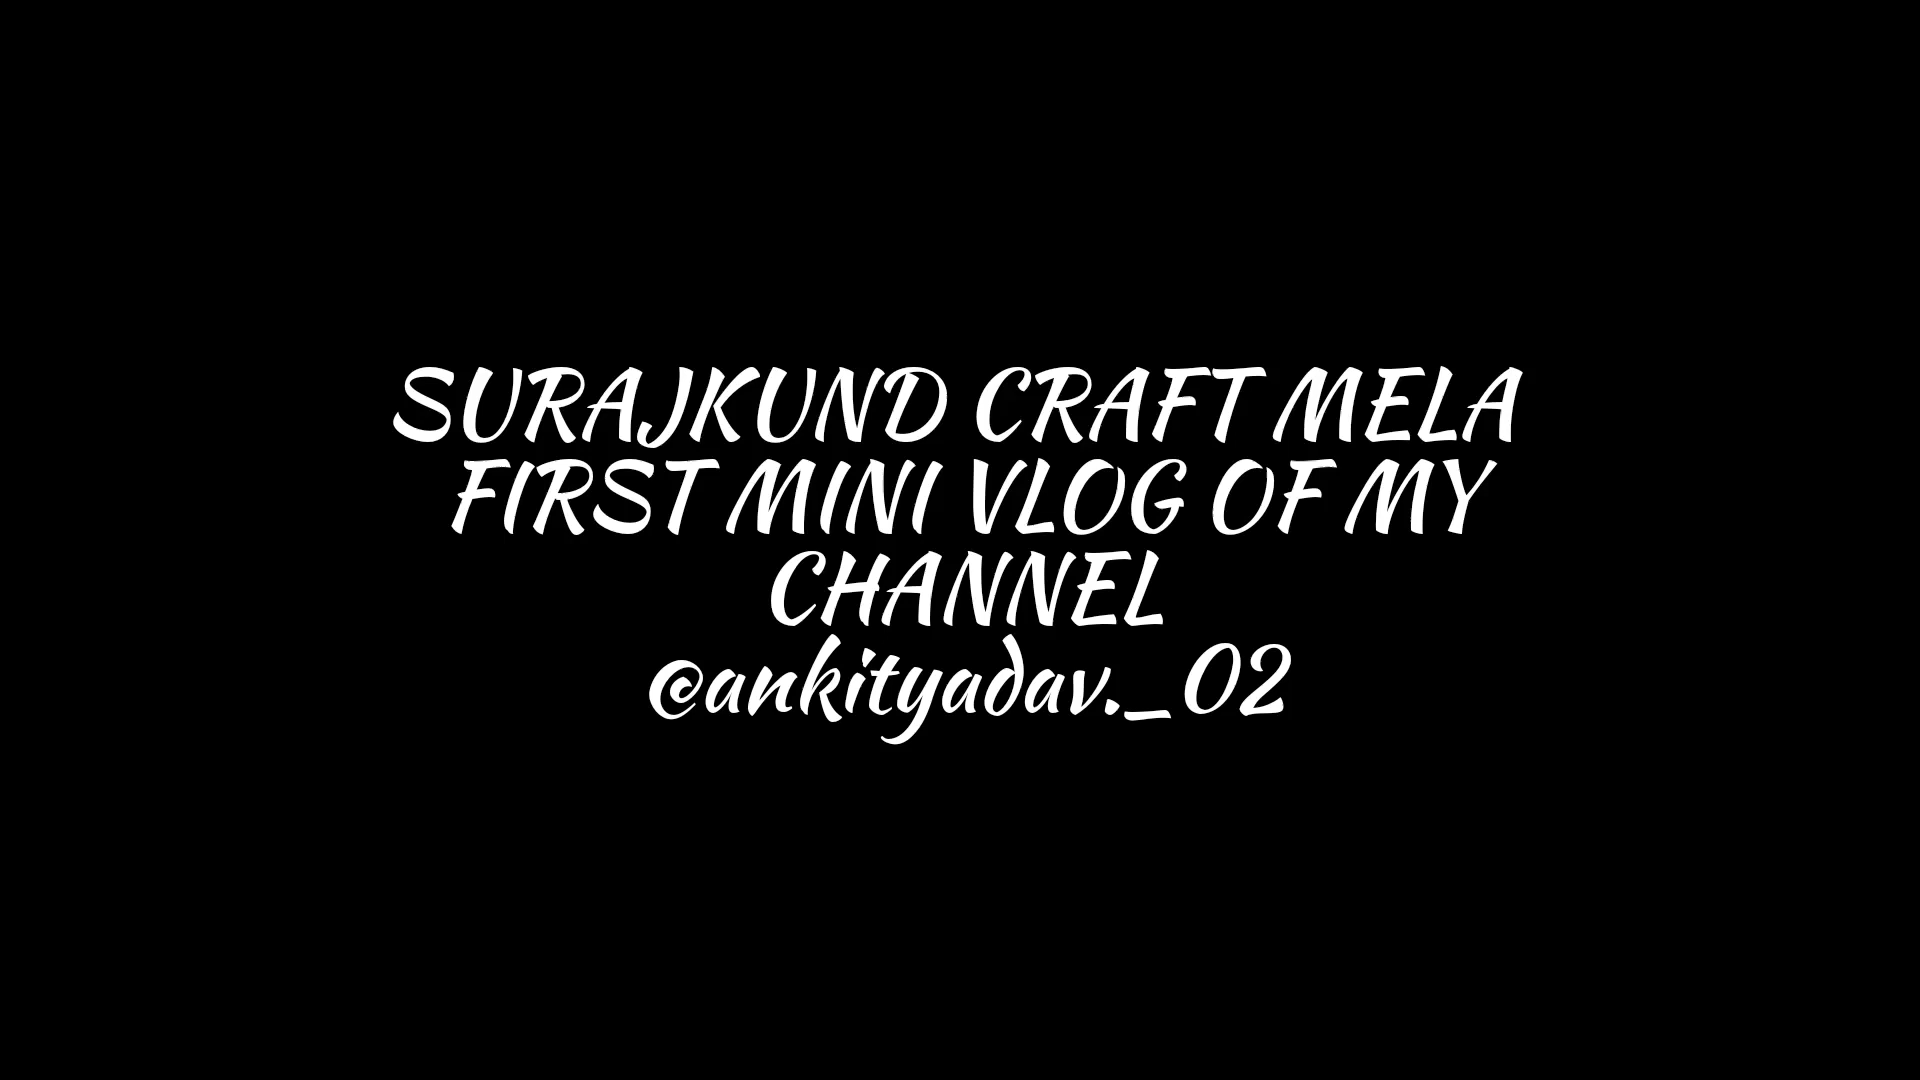 SURAJKUND CRAFT MELA
FIRST MINI VLOG OF MY
CHANNEL
@ankityadav._02